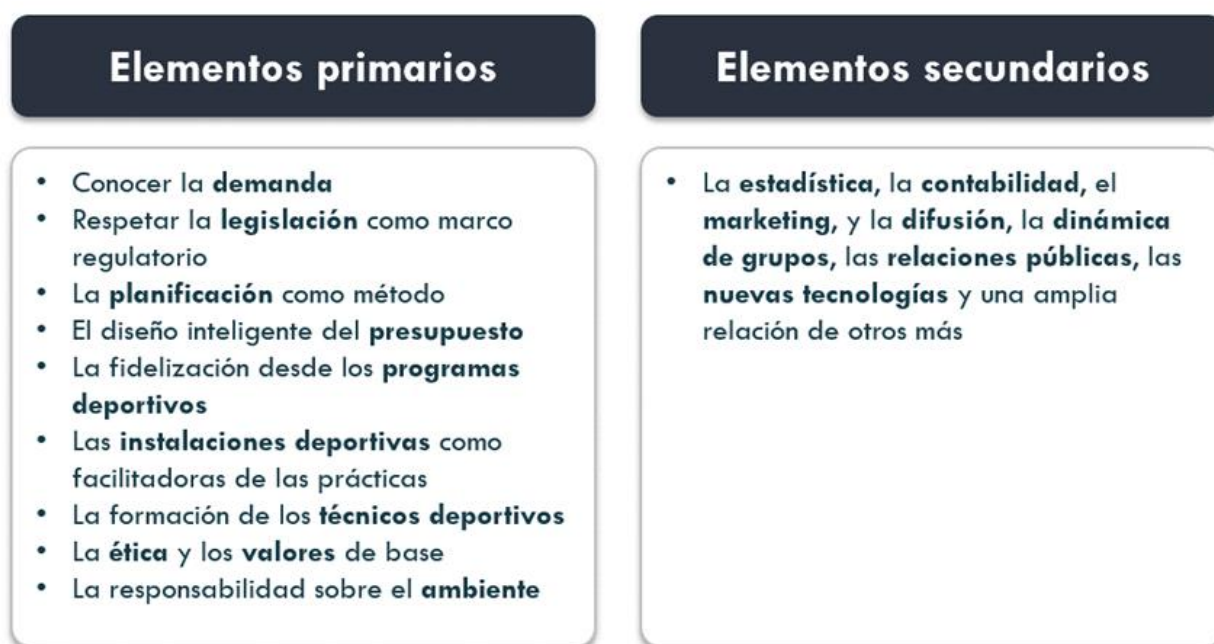 Elementos primarios
• Conocer la demanda
• Respetar la legislación como marco
regulatorio
• La planificación como método
• El diseño inteligente del presupuesto
• La fidelización desde los programas
deportivos
• Las instalaciones deportivas como
facilitadoras de las prácticas
• La formación de los técnicos deportivos
• La ética y los valores de base
• La responsabilidad sobre el ambiente
Elementos secundarios
• La estadística, la contabilidad, el
marketing, y la difusión, la dinámica
de grupos, las relaciones públicas, las
nuevas tecnologías y una amplia
relación de otros más